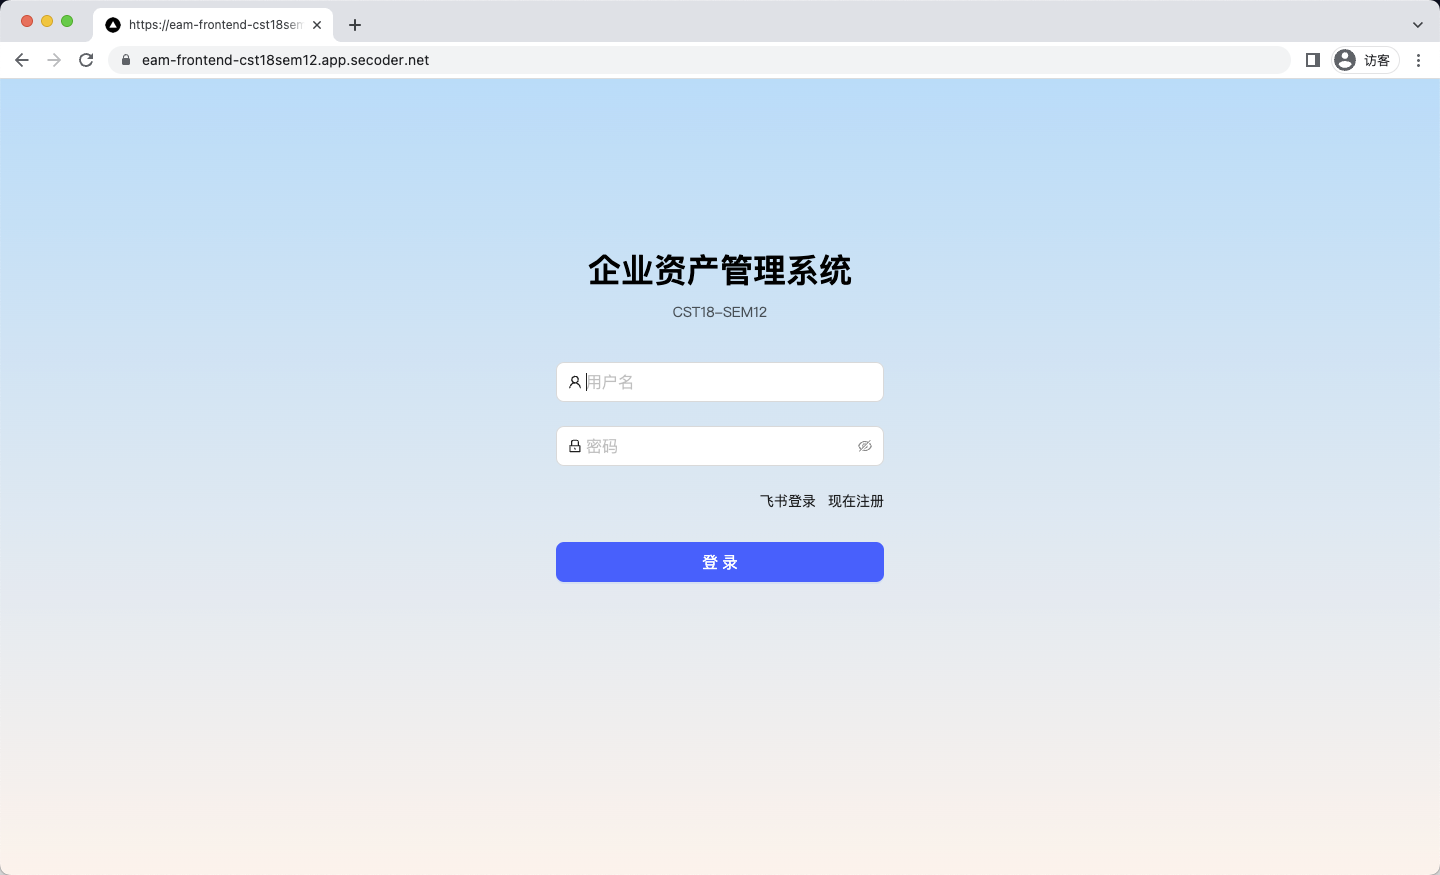 https://eam-frontend-cst18sem
eam-frontend-cst18sem12.app.secoder.net
访客
企业资产管理系统
CST18-SEM12
用户名
密码
飞书登录 现在注册
登录